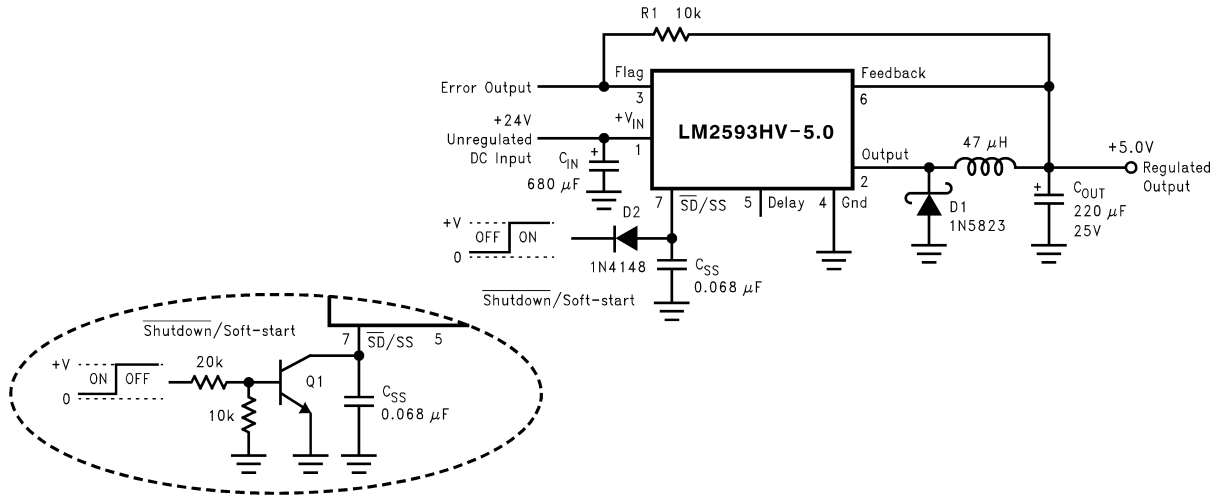 R1 10k
Flag
Feedback
Error Output
3
6
+24V
Unregulated
DC Input
+VIN
1
LM2593HV-5.0
CIN
+
680 μF
Output
2
47 μH
+5.0V
Regulated
Output
7
SD/SS
5
Delay
4
Gnd
D1
1N5823
+
COUT
220 μF
25V
+V
OFF
ON
0
D2
1N4148
CSS
0.068 μF
Shutdown/Soft-start
Shutdown/Soft-start
7
SD/SS
5
+V
ON
OFF
0
20k
Q1
10k
CSS
0.068 μF